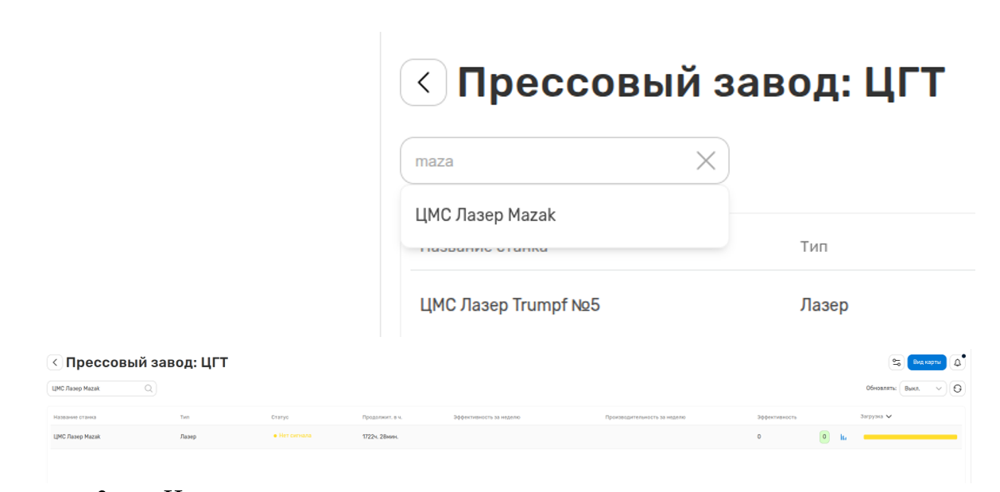 Прессовый завод: ЦГТ
maza
ЦМС Лазер Mazak
Название станка Тип
ЦМС Лазер Trumpf №5 Лазер
Прессовый завод: ЦГТ Вид карты
ЦМС Лазер Mazak Обновлять: Выкл.
Название станка Тип Статус Продолжит. в ч. Эффективность за неделю Производительность за неделю Эффективность Загрузка
ЦМС Лазер Mazak Лазер Нет сигнала 1722ч. 28мин. 0 0